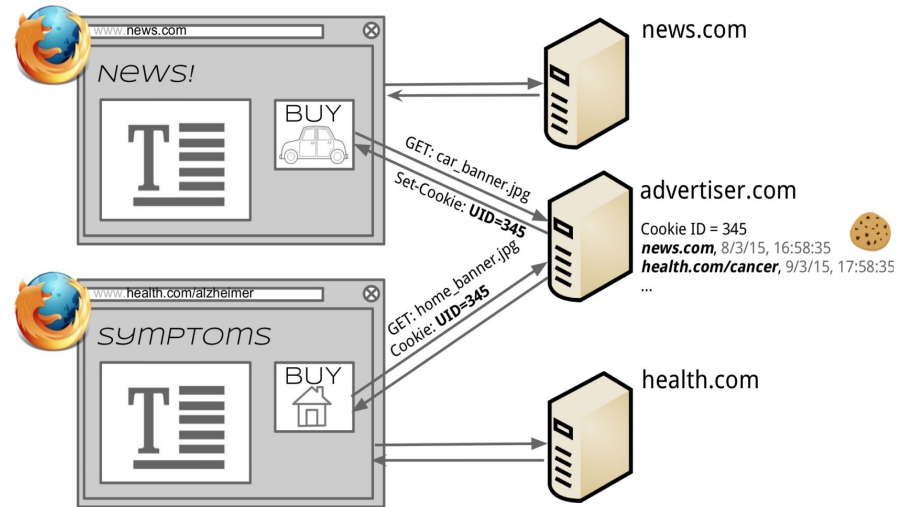 www.news.com
News!
BUY
T
GET: car_banner.jpg
Set-Cookie: UID=345
news.com
advertiser.com
Cookie ID = 345
news.com, 8/3/15, 16:58:35
health.com/cancer, 9/3/15, 17:58:35
...
www.health.com/alzheimer
SYMPTOMS
BUY
T
GET: home_banner.jpg
Cookie: UID=345
health.com